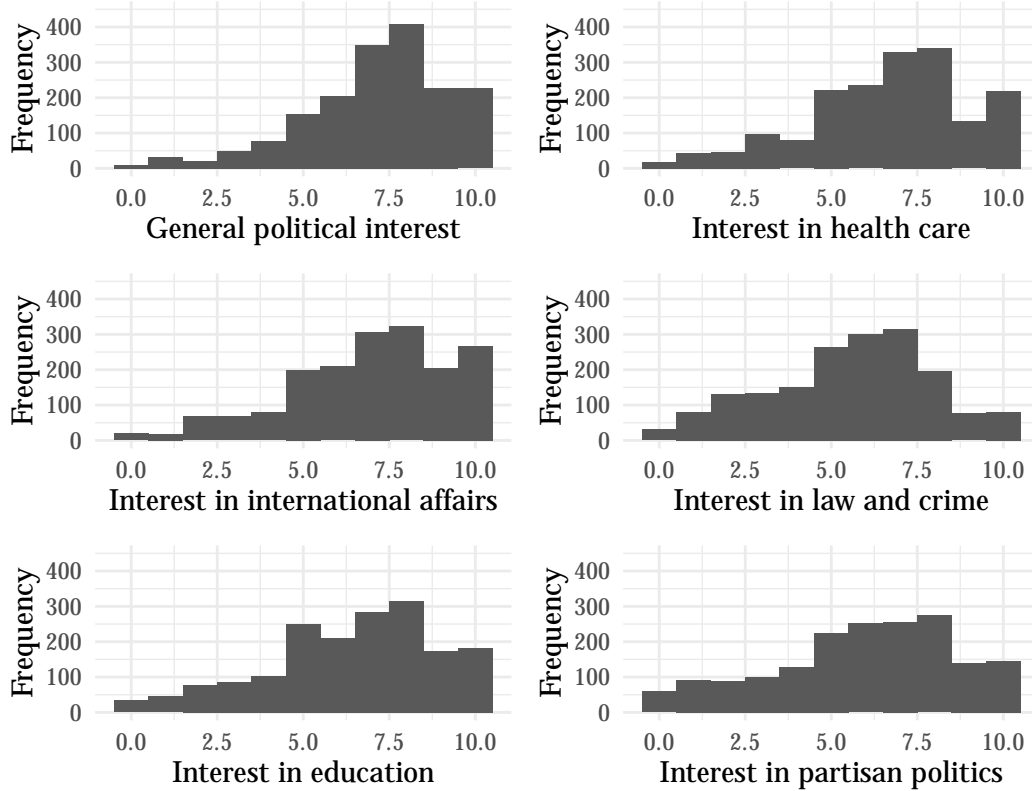 Frequency
400
300
200
100
0
0.0 2.5 5.0 7.5 10.0
General political interest
Frequency
400
300
200
100
0
0.0 2.5 5.0 7.5 10.0
Interest in health care
Frequency
400
300
200
100
0
0.0 2.5 5.0 7.5 10.0
Interest in international affairs
Frequency
400
300
200
100
0
0.0 2.5 5.0 7.5 10.0
Interest in law and crime
Frequency
400
300
200
100
0
0.0 2.5 5.0 7.5 10.0
Interest in education
Frequency
400
300
200
100
0
0.0 2.5 5.0 7.5 10.0
Interest in partisan politics